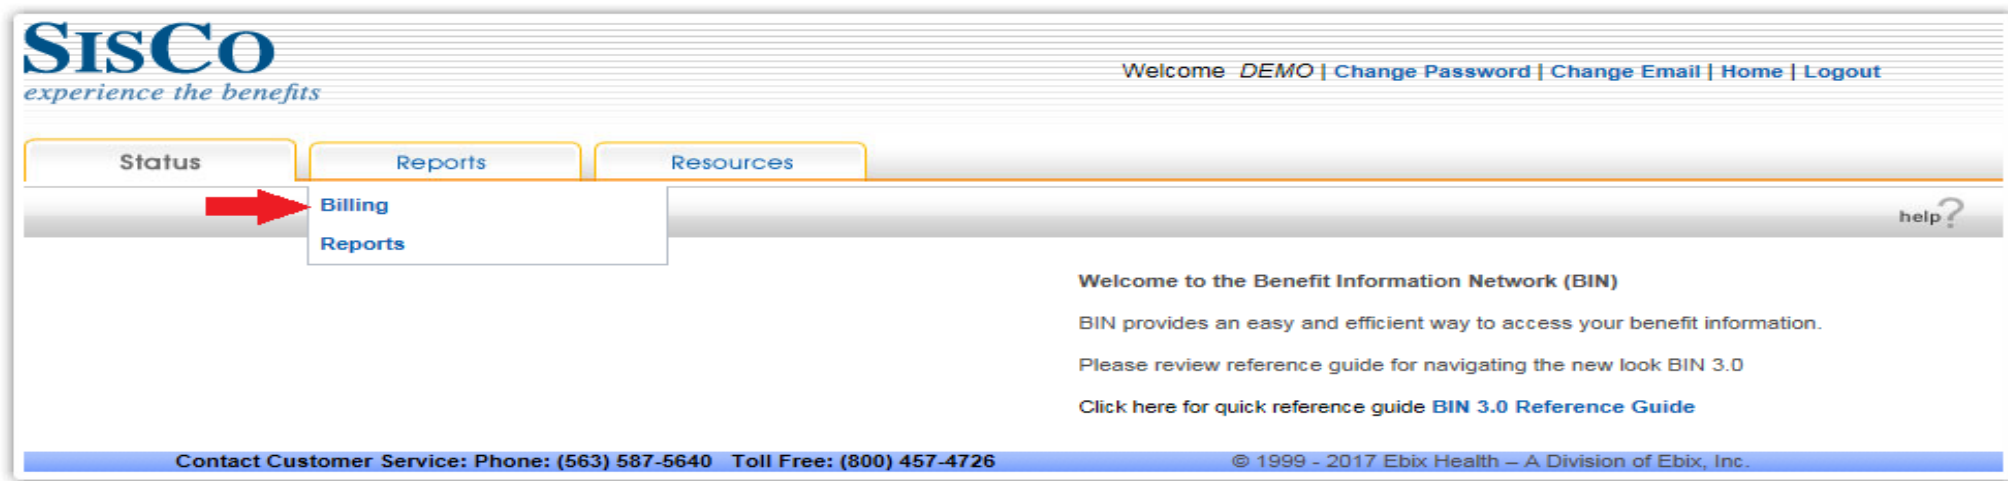 SISCO
experience the benefits
Welcome DEMO | Change Password | Change Email | Home | Logout
Status Reports Resources
Billing
Reports
help?
Welcome to the Benefit Information Network (BIN)
BIN provides an easy and efficient way to access your benefit information.
Please review reference guide for navigating the new look BIN 3.0
Click here for quick reference guide BIN 3.0 Reference Guide
Contact Customer Service: Phone: (563) 587-5640 Toll Free: (800) 457-4726 © 1999 - 2017 Ebix Health – A Division of Ebix, Inc.